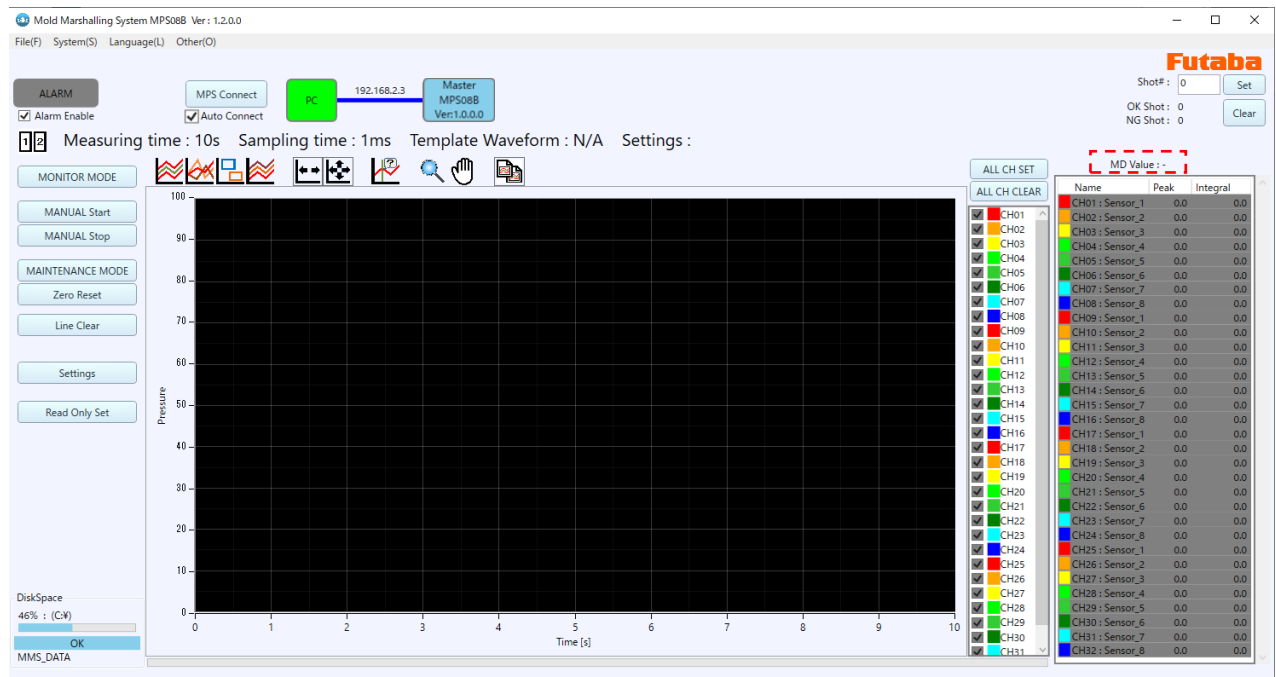 Mold Marshalling System MPS08B Ver : 1.2.0.0
File(F) System(S) Language(L) Other(O)
Futaba
ALARM
Alarm Enable
MPS Connect
Auto Connect
PC
192.168.2.3
Master
MPS08B
Ver:1.0.0.0
Shot# : 0 Set
OK Shot : 0
NG Shot : 0
Clear
1 2 Measuring time : 10s Sampling time : 1ms Template Waveform : N/A Settings :
MONITOR MODE
MANUAL Start
MANUAL Stop
MAINTENANCE MODE
Zero Reset
Line Clear
Settings
Read Only Set
DiskSpace
46% : (C:¥)
OK
MMS_DATA
Pressure
100
90
80
70
60
50
40
30
20
10
0
0 1 2 3 4 5 6 7 8 9 10
Time [s]
ALL CH SET
ALL CH CLEAR
CH01
CH02
CH03
CH04
CH05
CH06
CH07
CH08
CH09
CH10
CH11
CH12
CH13
CH14
CH15
CH16
CH17
CH18
CH19
CH20
CH21
CH22
CH23
CH24
CH25
CH26
CH27
CH28
CH29
CH30
CH31
MD Value : -
Name Peak Integral
CH01 : Sensor_1 0.0 0.0
CH02 : Sensor_2 0.0 0.0
CH03 : Sensor_3 0.0 0.0
CH04 : Sensor_4 0.0 0.0
CH05 : Sensor_5 0.0 0.0
CH06 : Sensor_6 0.0 0.0
CH07 : Sensor_7 0.0 0.0
CH08 : Sensor_8 0.0 0.0
CH09 : Sensor_1 0.0 0.0
CH10 : Sensor_2 0.0 0.0
CH11 : Sensor_3 0.0 0.0
CH12 : Sensor_4 0.0 0.0
CH13 : Sensor_5 0.0 0.0
CH14 : Sensor_6 0.0 0.0
CH15 : Sensor_7 0.0 0.0
CH16 : Sensor_8 0.0 0.0
CH17 : Sensor_1 0.0 0.0
CH18 : Sensor_2 0.0 0.0
CH19 : Sensor_3 0.0 0.0
CH20 : Sensor_4 0.0 0.0
CH21 : Sensor_5 0.0 0.0
CH22 : Sensor_6 0.0 0.0
CH23 : Sensor_7 0.0 0.0
CH24 : Sensor_8 0.0 0.0
CH25 : Sensor_1 0.0 0.0
CH26 : Sensor_2 0.0 0.0
CH27 : Sensor_3 0.0 0.0
CH28 : Sensor_4 0.0 0.0
CH29 : Sensor_5 0.0 0.0
CH30 : Sensor_6 0.0 0.0
CH31 : Sensor_7 0.0 0.0
CH32 : Sensor_8 0.0 0.0